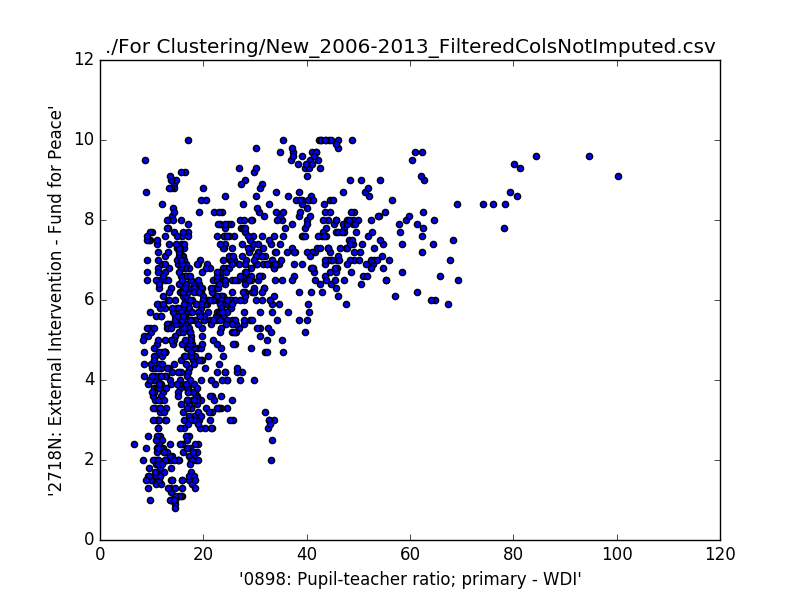 ./For Clustering/New_2006-2013_FilteredColsNotImputed.csv
12
10
8
6
4
2
0
'2718N: External Intervention - Fund for Peace'
0 20 40 60 80 100 120
'0898: Pupil-teacher ratio; primary - WDI'